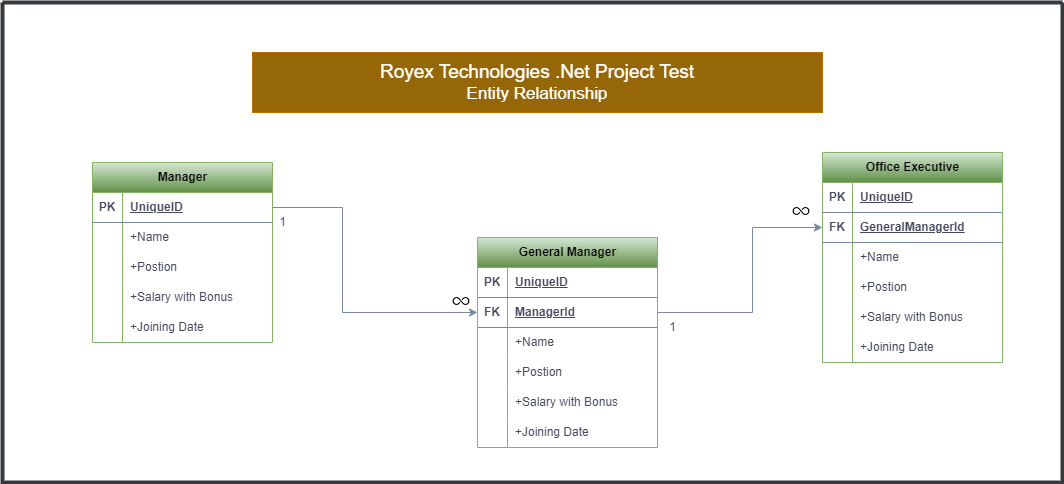 Royex Technologies .Net Project Test
Entity Relationship
Manager
PK UniqueID
+Name
+Postion
+Salary with Bonus
+Joining Date
1
∞
General Manager
PK UniqueID
FK ManagerId
+Name
+Postion
+Salary with Bonus
+Joining Date
1
∞
Office Executive
PK UniqueID
FK GeneralManagerId
+Name
+Postion
+Salary with Bonus
+Joining Date